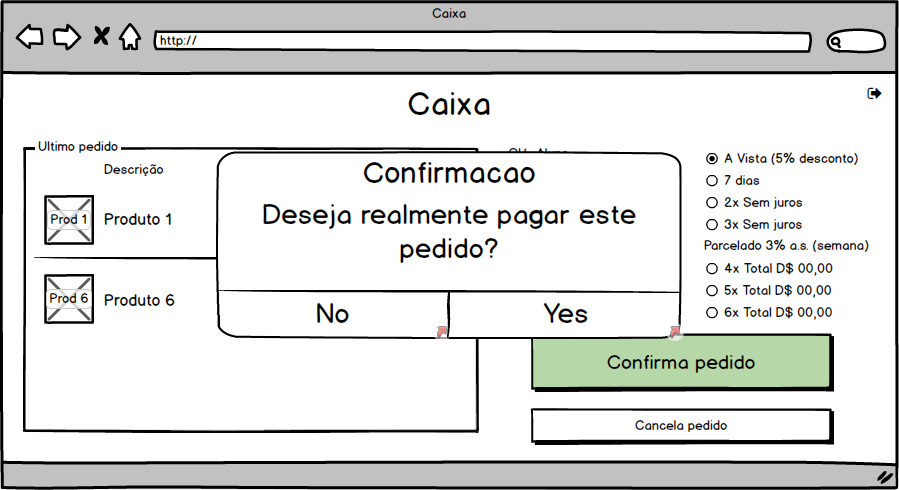 Caixa
http://
Caixa
Ultimo pedido
Descrição
Prod 1
Produto 1
Prod 6
Produto 6
Confirmacao
Deseja realmente pagar este
pedido?
No
Yes
A Vista (5% desconto)
7 dias
2x Sem juros
3x Sem juros
Parcelado 3% a.s. (semana)
4x Total D$ 00,00
5x Total D$ 00,00
6x Total D$ 00,00
Confirma pedido
Cancela pedido